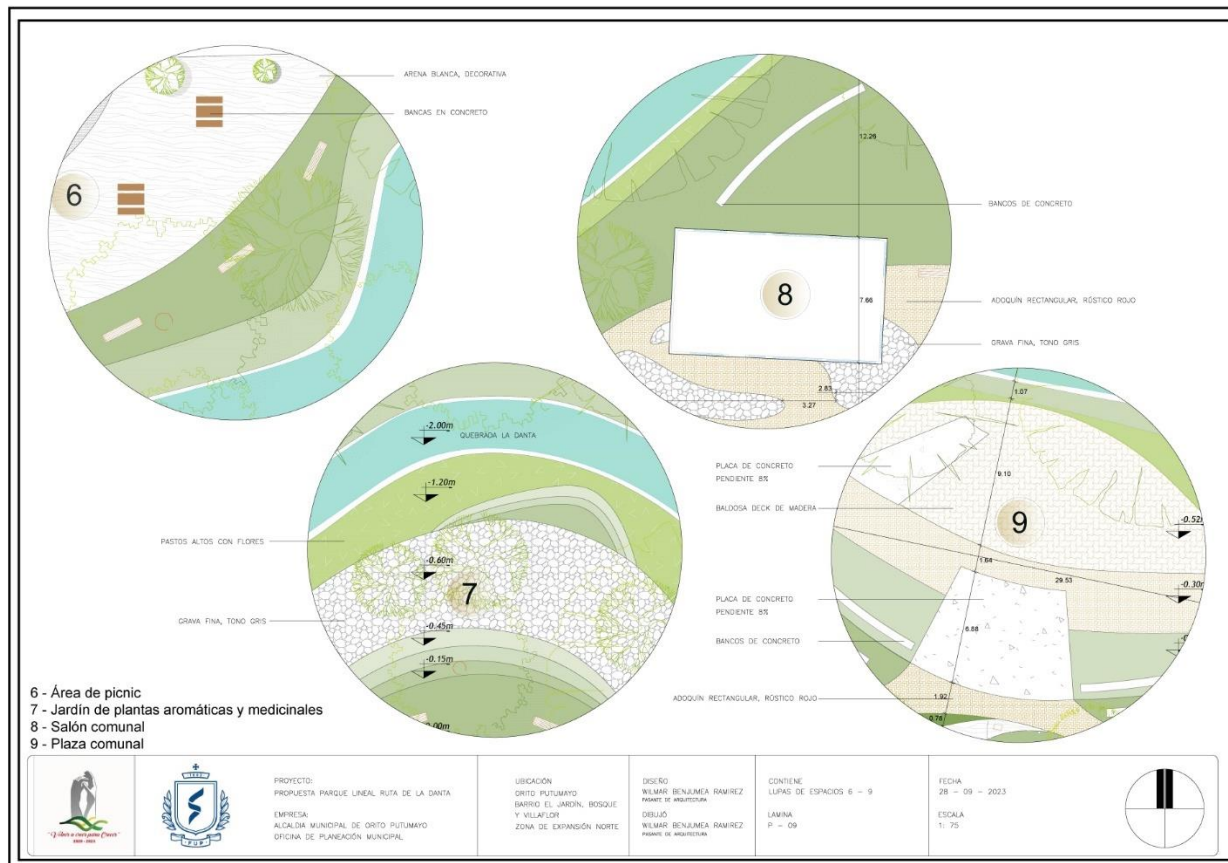 ARENA BLANCA, DECORATIVA
BANCAS EN CONCRETO
6
12.26
BANCOS DE CONCRETO
8
7.66
ADOQUÍN RECTANGULAR, RÚSTICO ROJO
GRAVA FINA, TONO GRIS
2.83
3.27
-2.00m
QUEBRADA LA DANTA
-1.20m
PASTOS ALTOS CON FLORES
-0.60m
7
GRAVA FINA, TONO GRIS
-0.45m
-0.15m
0.00m
1.07
PLACA DE CONCRETO
PENDIENTE 8%
9.10
BALDOSA DECK DE MADERA
9
-0.52m
1.64
29.53
-0.30m
PLACA DE CONCRETO
PENDIENTE 8%
6.88
BANCOS DE CONCRETO
ADOQUÍN RECTANGULAR, RÚSTICO ROJO
1.92
0.78
6 - Área de picnic
7 - Jardín de plantas aromáticas y medicinales
8 - Salón comunal
9 - Plaza comunal
2020 - 2023
F.U.P.
PROYECTO:
PROPUESTA PARQUE LINEAL RUTA DE LA DANTA
EMPRESA:
ALCALDIA MUNICIPAL DE ORITO PUTUMAYO
OFICINA DE PLANEACIÓN MUNICIPAL
UBICACIÓN
ORITO PUTUMAYO
BARRIO EL JARDÍN, BOSQUE
Y VILLAFLOR
ZONA DE EXPANSIÓN NORTE
DISEÑO
WILMAR BENJUMEA RAMIREZ
PASANTE DE ARQUITECTURA
DIBUJÓ
WILMAR BENJUMEA RAMIREZ
PASANTE DE ARQUITECTURA
CONTIENE
LUPAS DE ESPACIOS 6 - 9
LAMINA
P - 09
FECHA
28 - 09 - 2023
ESCALA
1: 75